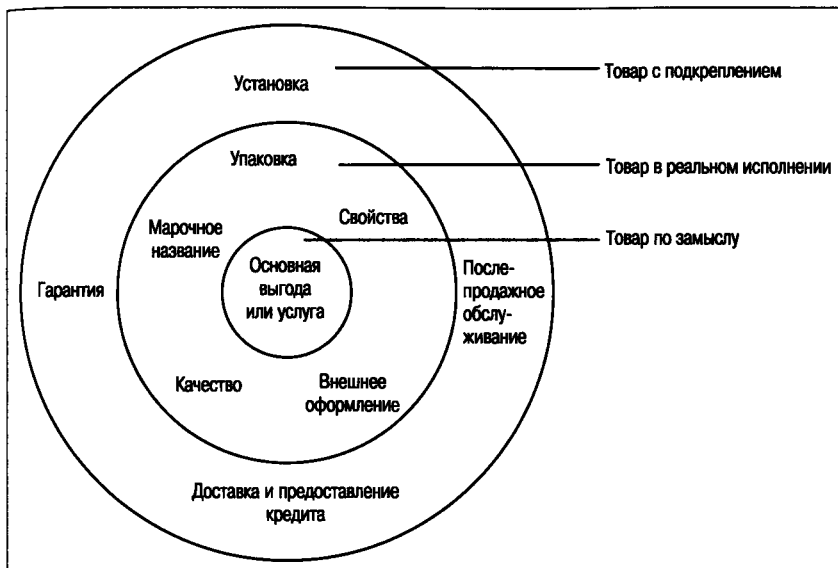 Установка
Товар с подкреплением
Упаковка
Товар в реальном исполнении
Марочное
название
Свойства
Товар по замыслу
Основная
выгода
или услуга
Гарантия
После-
продажное
обслу-
живание
Качество
Внешнее
оформление
Доставка и предоставление
кредита